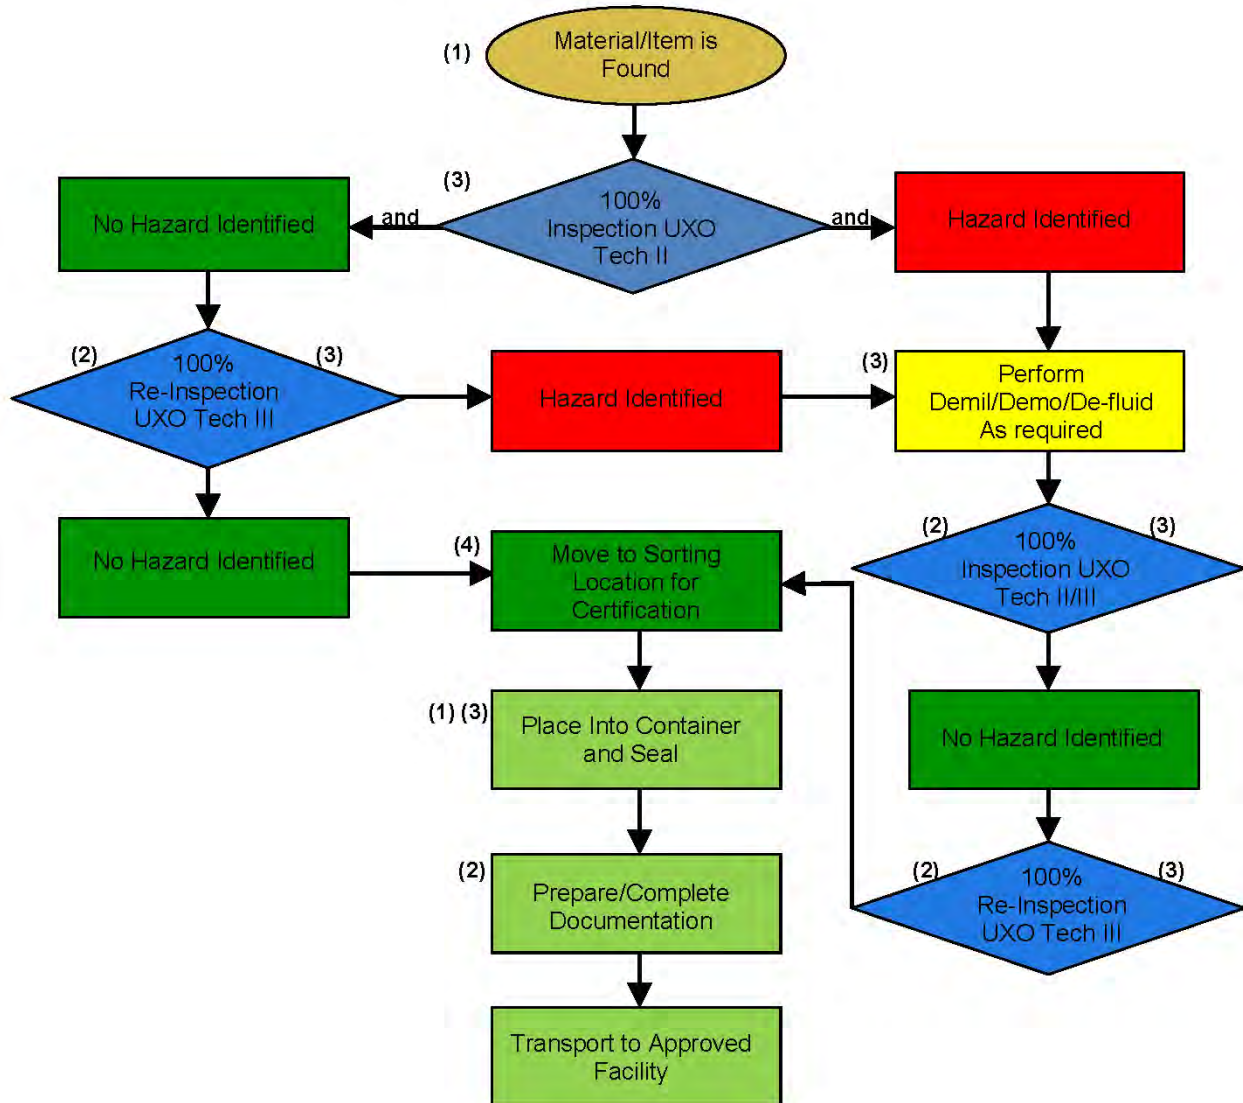 (1)
Material/Item is
Found
(3)
100%
Inspection UXO
Tech II
and
No Hazard Identified
and
Hazard Identified
(2)
(3)
100%
Re-Inspection
UXO Tech III
Hazard Identified
(3)
Perform
Demil/Demo/De-fluid
As required
No Hazard Identified
(4)
Move to Sorting
Location for
Certification
(2)
(3)
100%
Inspection UXO
Tech II/III
(1) (3)
Place Into Container
and Seal
No Hazard Identified
(2)
Prepare/Complete
Documentation
(2)
(3)
100%
Re-Inspection
UXO Tech III
Transport to Approved
Facility